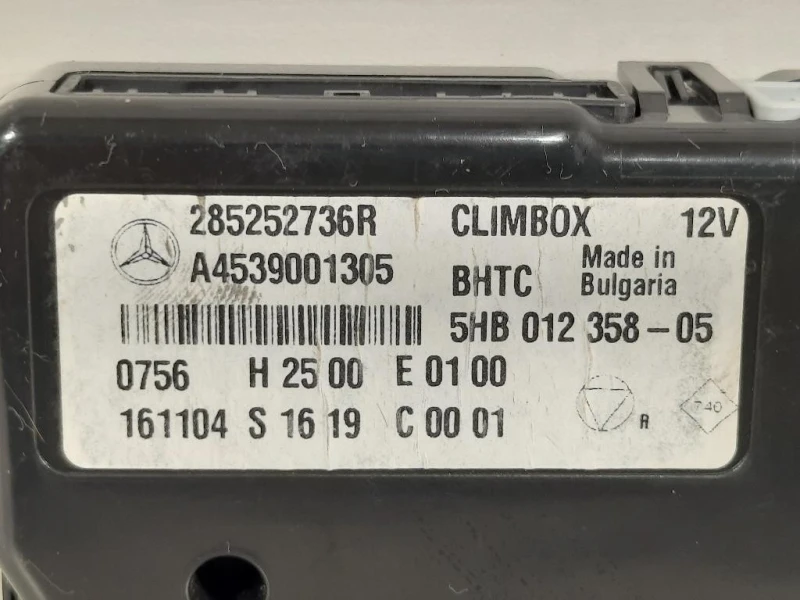 285252736R CLIMBOX 12V
A4539001305 BHTC Made in Bulgaria
5HB 012 358-05
0756 H 25 00 E 01 00
161104 S 16 19 C 00 01
R
740